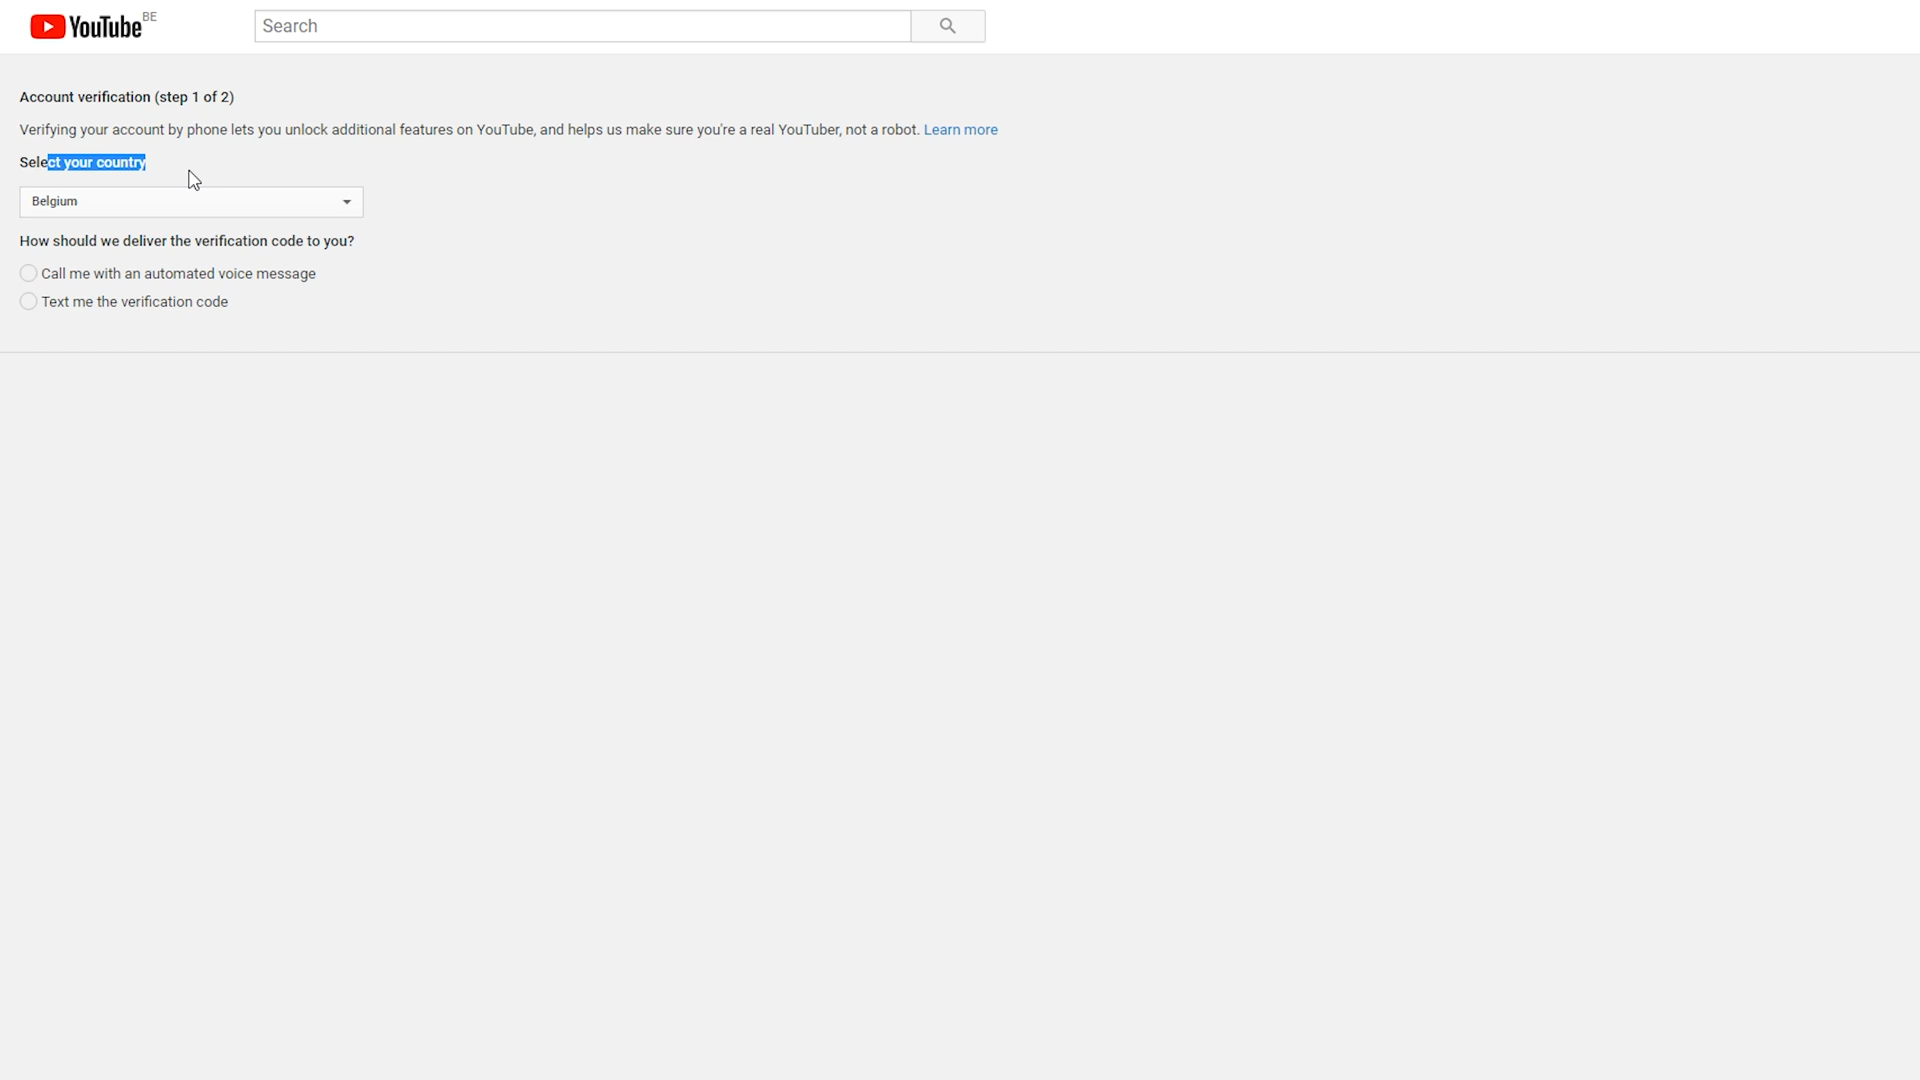 YouTube BE
Search
Account verification (step 1 of 2)
Verifying your account by phone lets you unlock additional features on YouTube, and helps us make sure you're a real YouTuber, not a robot. Learn more
Select your country
Belgium
How should we deliver the verification code to you?
Call me with an automated voice message
Text me the verification code